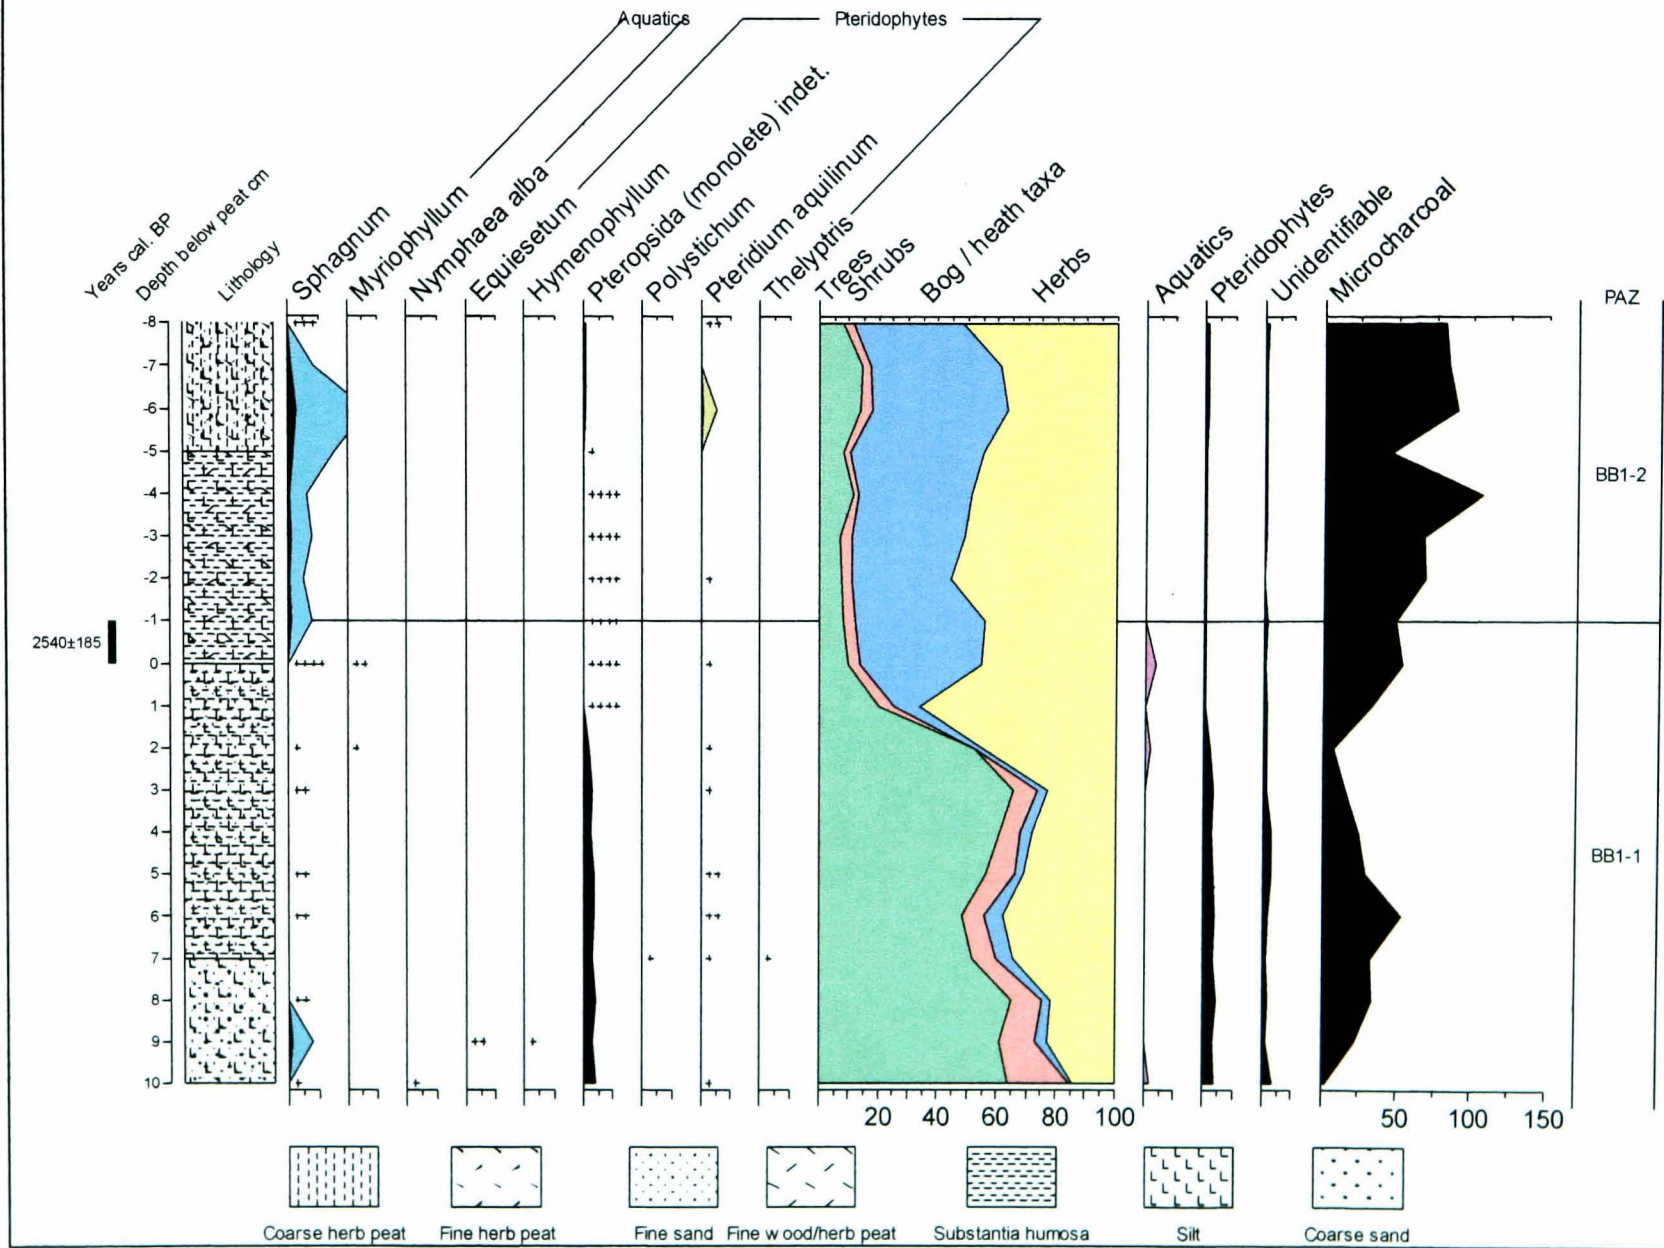 Aquatics
Pteridophytes
Years cal. BP
Depth below peat cm
Lithology
Sphagnum
Myriophyllum
Nymphaea alba
Equiesetum
Hymenophyllum
Pteropsida (monolete) indet.
Polystichum
Pteridium aquilinum
Thelyptris
Trees
Shrubs
Bog / heath taxa
Herbs
Aquatics
Pteridophytes
Unidentifiable
Microcharcoal
PAZ
-8
-7
-6
-5
-4
-3
-2
-1
0
1
2
3
4
5
6
7
8
9
10
2540±185
BB1-2
BB1-1
20 40 60 80 100
50 100 150
Coarse herb peat Fine herb peat Fine sand Fine wood/herb peat Substantia humosa Silt Coarse sand